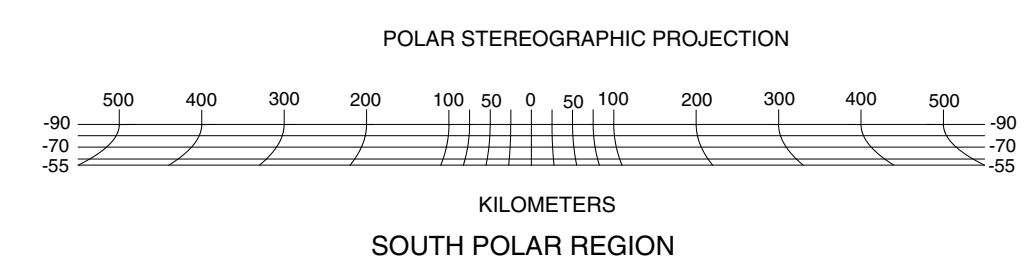 POLAR STEREOGRAPHIC PROJECTION
500 400 300 200 100 50 0 50 100 200 300 400 500
-90 -90
-70 -70
-55 -55
KILOMETERS
SOUTH POLAR REGION